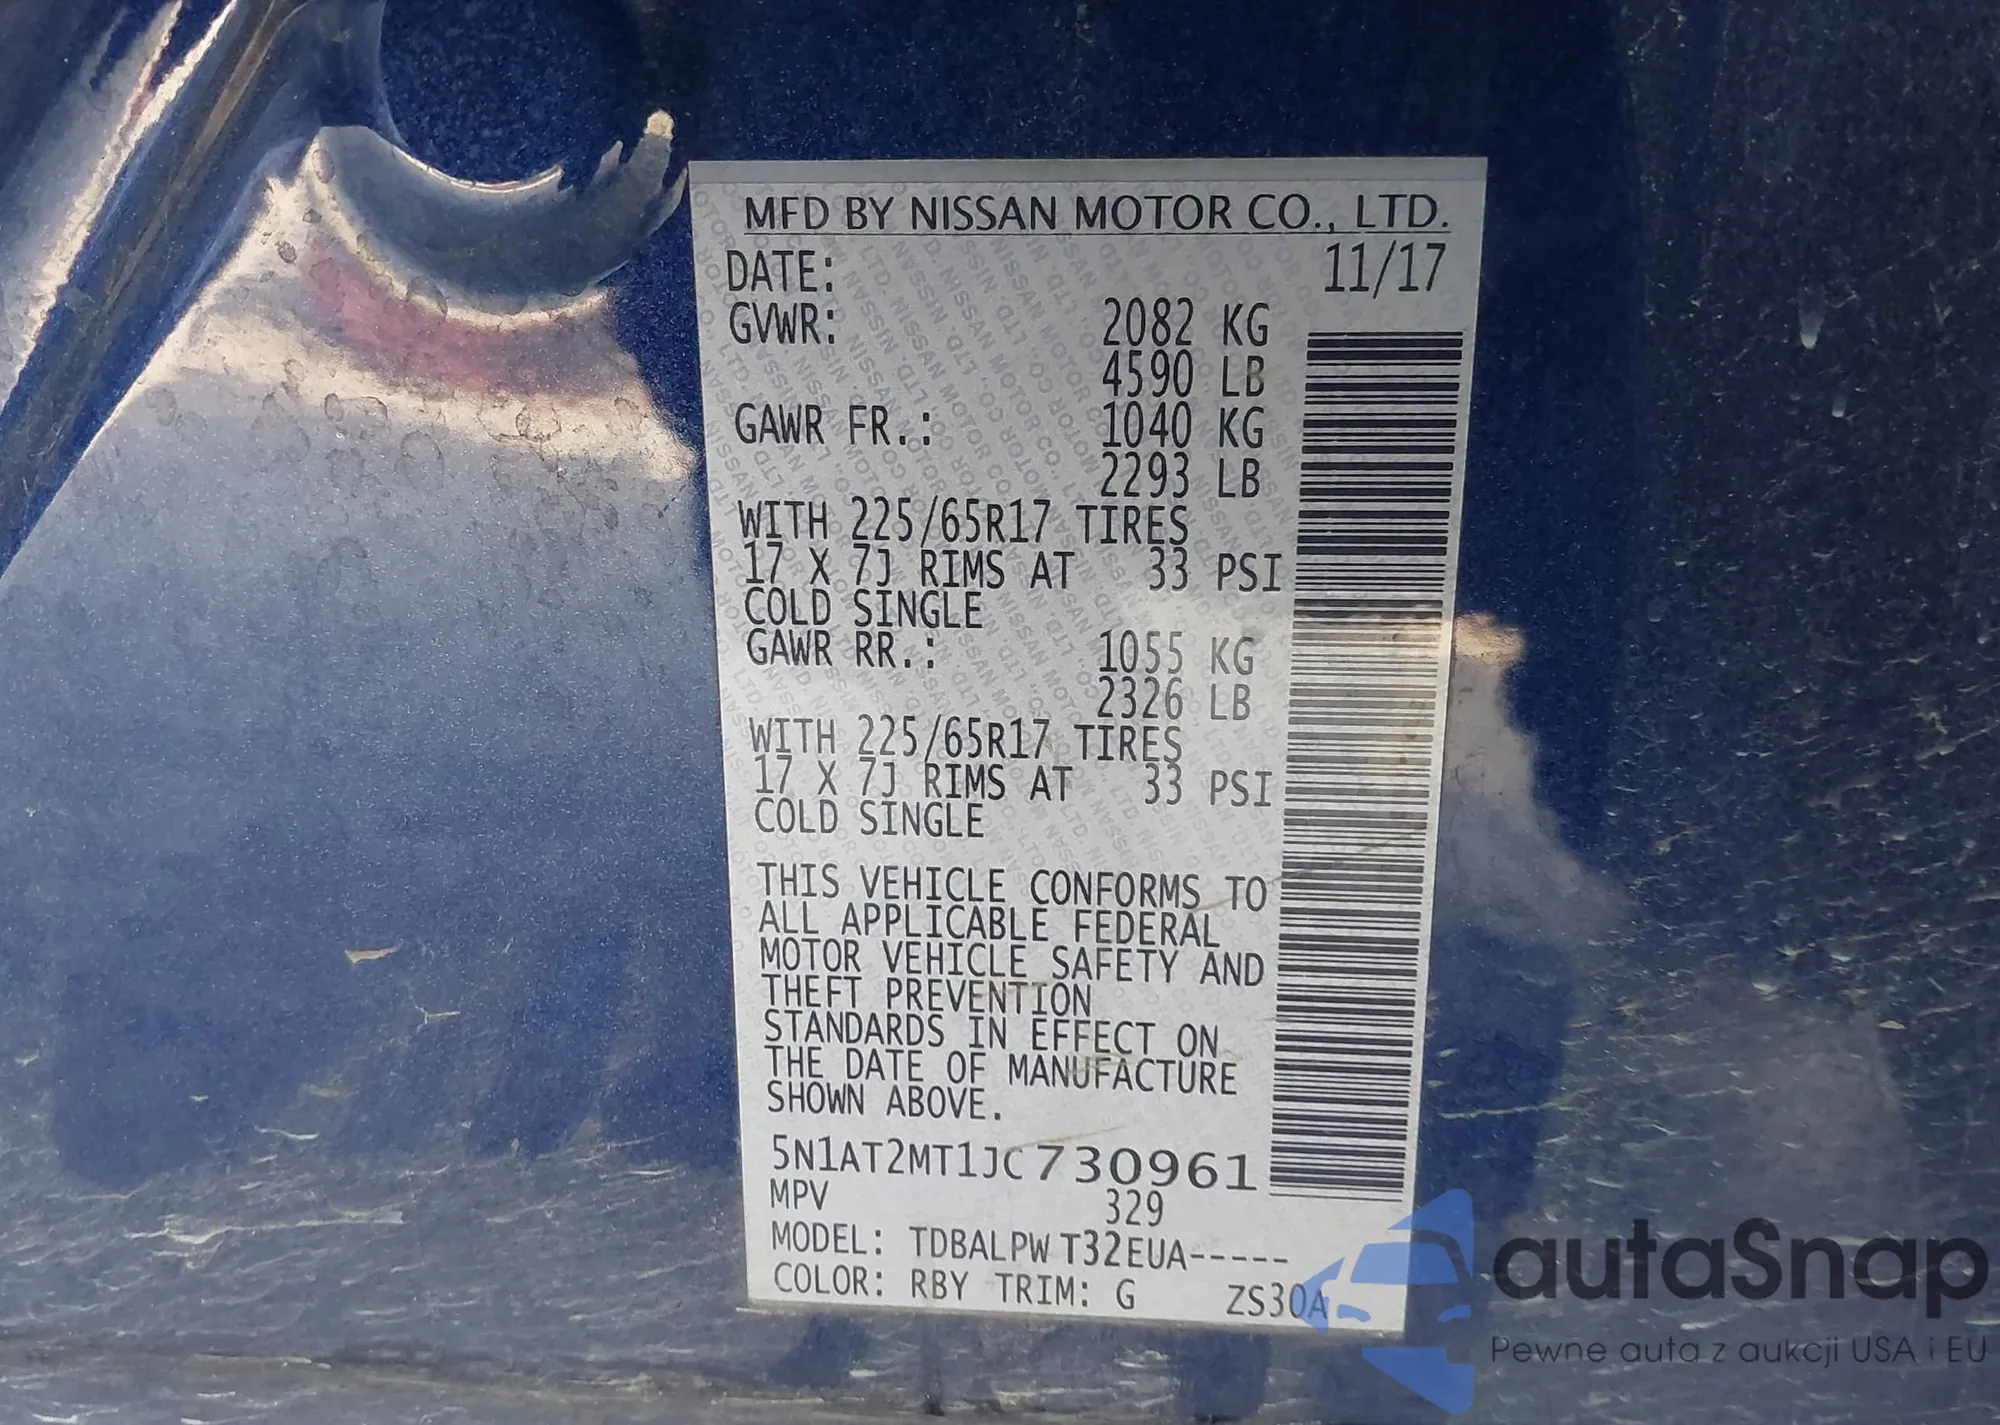 MFD BY NISSAN MOTOR CO., LTD.
DATE: 11/17
GVWR: 2082 KG
4590 LB
GAWR FR.: 1040 KG
2293 LB
WITH 225/65R17 TIRES
17 X 7J RIMS AT 33 PSI
COLD SINGLE
GAWR RR.: 1055 KG
2326 LB
WITH 225/65R17 TIRES
17 X 7J RIMS AT 33 PSI
COLD SINGLE
THIS VEHICLE CONFORMS TO
ALL APPLICABLE FEDERAL
MOTOR VEHICLE SAFETY AND
THEFT PREVENTION
STANDARDS IN EFFECT ON
THE DATE OF MANUFACTURE
SHOWN ABOVE.
5N1AT2MT1JC730961
MPV 329
MODEL: TDBALPW T32EUA-----
COLOR: RBY TRIM: G ZS30A
autaSnap
Pewne auta z aukcji USA i EU